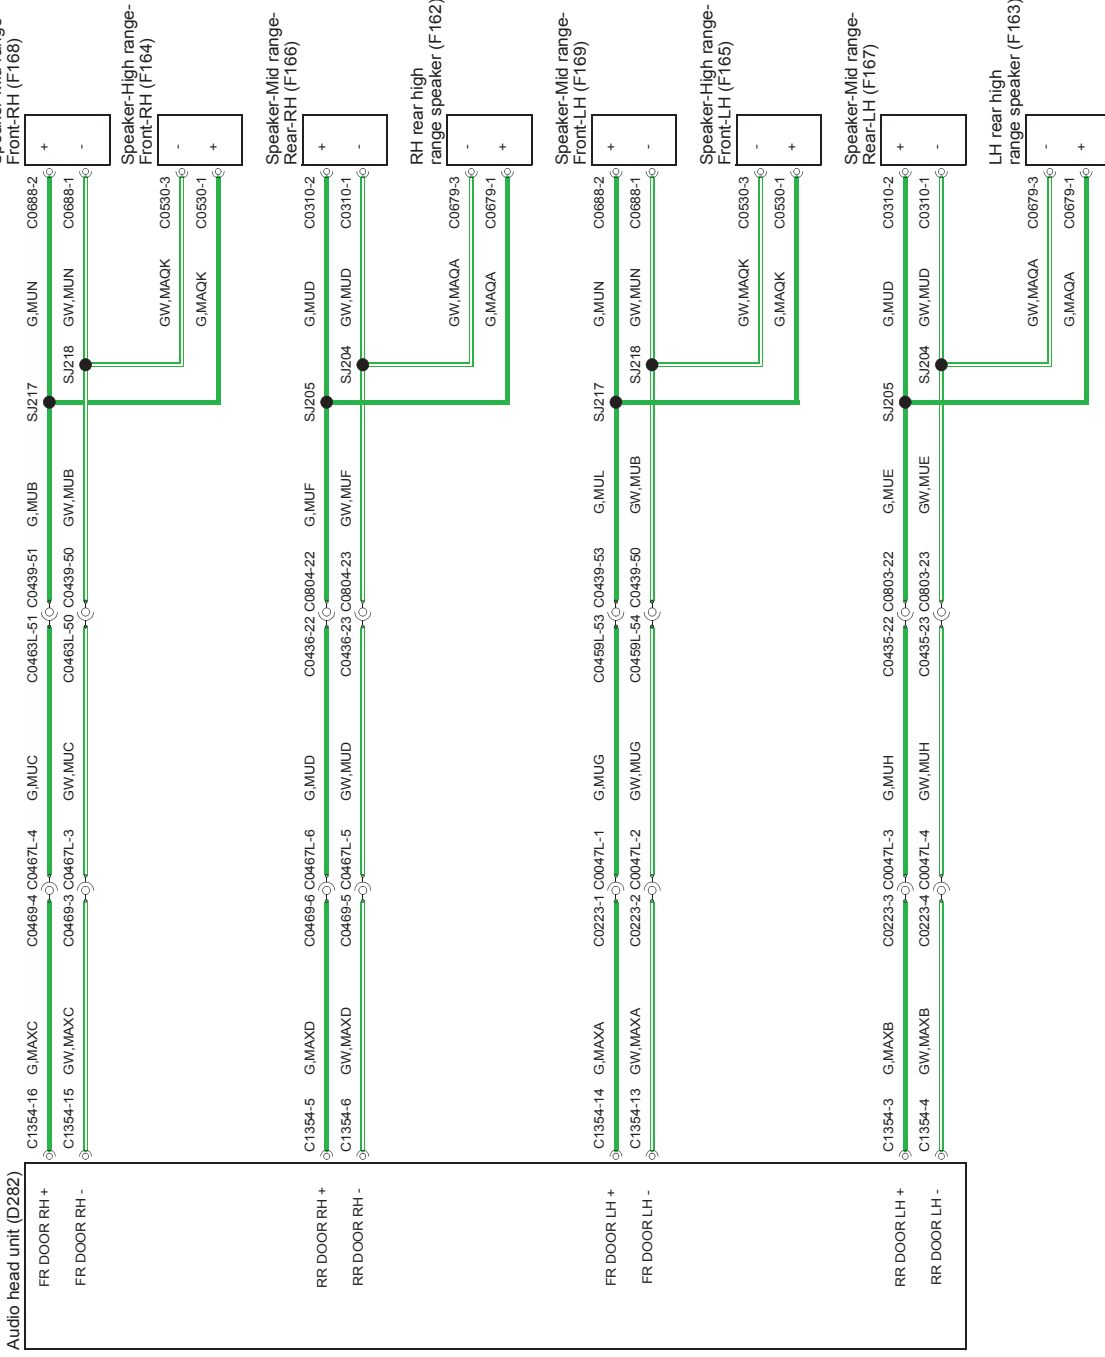 Front-RH (F168)
Speaker-High range-
Front-RH (F164)
Speaker-Mid range-
Rear-RH (F166)
RH rear high
range speaker (F162)
Speaker-Mid range-
Front-LH (F169)
Speaker-High range-
Front-LH (F165)
Speaker-Mid range-
Rear-LH (F167)
LH rear high
range speaker (F163)
+
-
-
+
+
-
-
+
+
-
-
+
+
-
-
+
C0688-2
C0688-1
C0530-3
C0530-1
C0310-2
C0310-1
C0679-3
C0679-1
C0688-2
C0688-1
C0530-3
C0530-1
C0310-2
C0310-1
C0679-3
C0679-1
G,MUN
GW,MUN
GW,MAQK
G,MAQK
G,MUD
GW,MUD
GW,MAQA
G,MAQA
G,MUN
GW,MUN
GW,MAQK
G,MAQK
G,MUD
GW,MUD
GW,MAQA
G,MAQA
SJ217
SJ218
SJ205
SJ204
SJ217
SJ218
SJ205
SJ204
G,MUB
GW,MUB
G,MUF
GW,MUF
G,MUL
GW,MUB
G,MUE
GW,MUE
C0463L-51 C0439-51
C0463L-50 C0439-50
C0436-22 C0804-22
C0436-23 C0804-23
C0459L-53 C0439-53
C0459L-54 C0439-50
C0435-22 C0803-22
C0435-23 C0803-23
G,MUC
GW,MUC
G,MUD
GW,MUD
G,MUG
GW,MUG
G,MUH
GW,MUH
C0469-4 C0467L-4
C0469-3 C0467L-3
C0469-6 C0467L-6
C0469-5 C0467L-5
C0223-1 C0047L-1
C0223-2 C0047L-2
C0223-3 C0047L-3
C0223-4 C0047L-4
C1354-16 G,MAXC
C1354-15 GW,MAXC
C1354-5 G,MAXD
C1354-6 GW,MAXD
C1354-14 G,MAXA
C1354-13 GW,MAXA
C1354-3 G,MAXB
C1354-4 GW,MAXB
Audio head unit (D282)
FR DOOR RH +
FR DOOR RH -
RR DOOR RH +
RR DOOR RH -
FR DOOR LH +
FR DOOR LH -
RR DOOR LH +
RR DOOR LH -